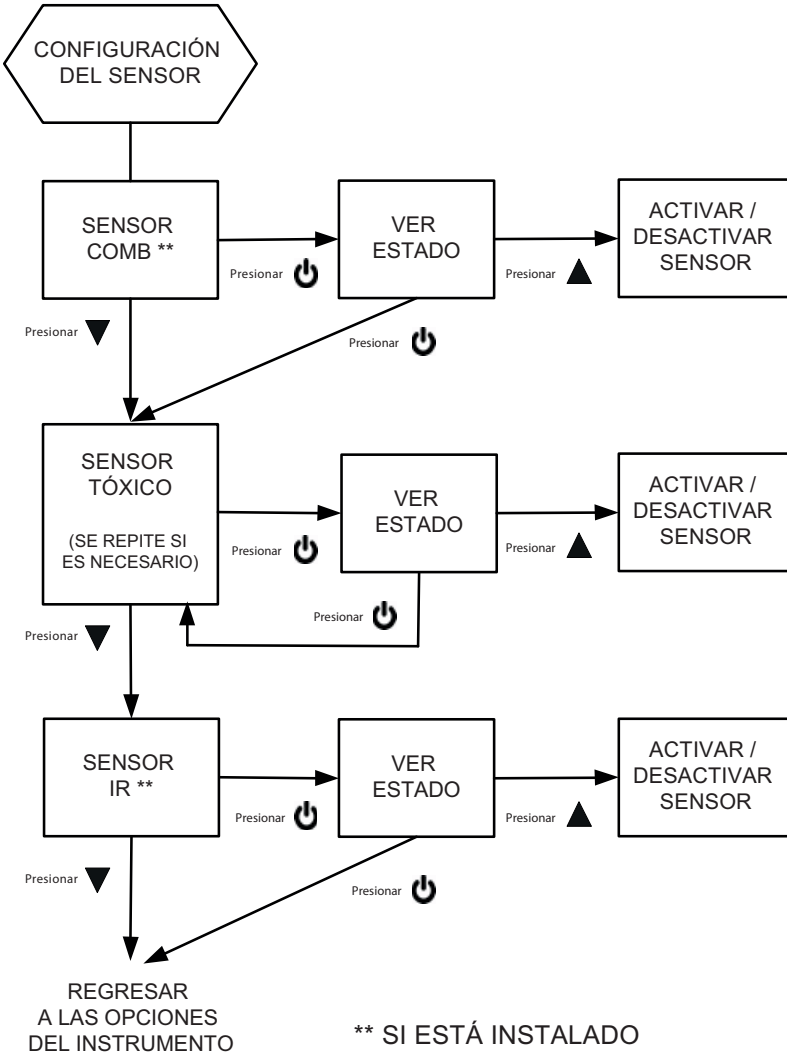 CONFIGURACIÓN
DEL SENSOR
SENSOR
COMB **
Presionar
VER
ESTADO
Presionar
ACTIVAR /
DESACTIVAR
SENSOR
Presionar
Presionar
SENSOR
TÓXICO
(SE REPITE SI
ES NECESARIO)
Presionar
VER
ESTADO
Presionar
ACTIVAR /
DESACTIVAR
SENSOR
Presionar
Presionar
SENSOR
IR **
Presionar
VER
ESTADO
Presionar
ACTIVAR /
DESACTIVAR
SENSOR
Presionar
Presionar
REGRESAR
A LAS OPCIONES
DEL INSTRUMENTO
** SI ESTÁ INSTALADO